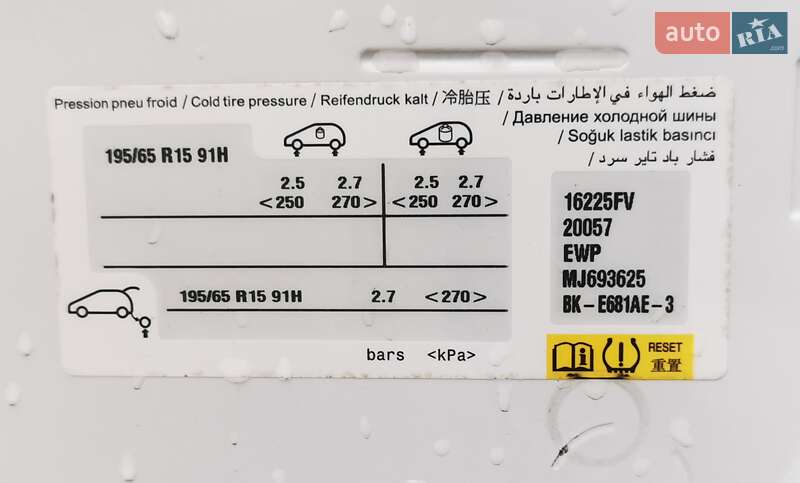 auto RIA .com
Pression pneu froid / Cold tire pressure / Reifendruck kalt / 冷胎压 / ضغط الهواء في الإطارات باردة
/ Давление холодной шины
/ Soğuk lastik basıncı
/ فشار باد تایر سرد
195/65 R15 91H
2.5 2.7 2.5 2.7
<250 270> <250 270>
195/65 R15 91H 2.7 <270>
bars <kPa>
16225FV
20057
EWP
MJ693625
BK-E681AE-3
RESET
重置